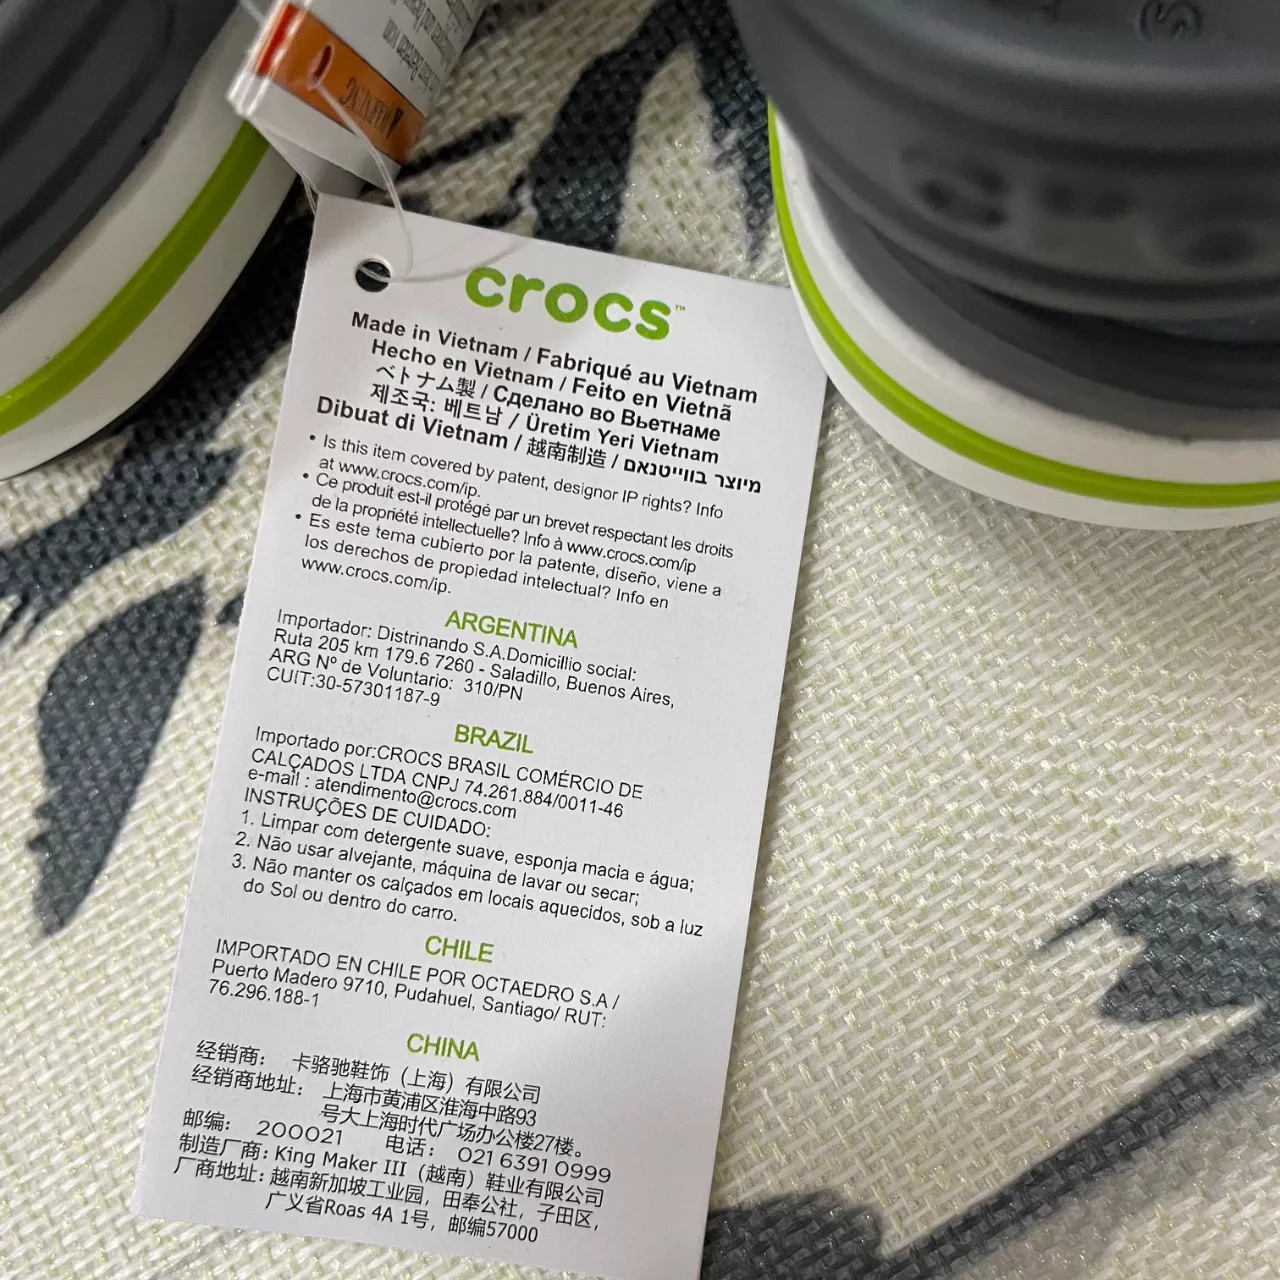 WARNING
crocs™
Made in Vietnam / Fabriqué au Vietnam
Hecho en Vietnam / Feito en Vietnã
ベトナム製 / Сделано во Вьетнаме
제조국: 베트남 / Üretim Yeri Vietnam
Dibuat di Vietnam / 越南制造 / מיוצר בווייטנאם
• Is this item covered by patent, designor IP rights? Info
at www.crocs.com/ip.
• Ce produit est-il protégé par un brevet respectant les droits
de la propriété intellectuelle? Info à www.crocs.com/ip
• Es este tema cubierto por la patente, diseño, viene a
los derechos de propiedad intelectual? Info en
www.crocs.com/ip.
ARGENTINA
Importador: Distrinando S.A.Domicillio social:
Ruta 205 km 179.6 7260 - Saladillo, Buenos Aires,
ARG Nº de Voluntario: 310/PN
CUIT:30-57301187-9
BRAZIL
Importado por:CROCS BRASIL COMÉRCIO DE
CALÇADOS LTDA CNPJ 74.261.884/0011-46
e-mail : atendimento@crocs.com
INSTRUÇÕES DE CUIDADO:
1. Limpar com detergente suave, esponja macia e água;
2. Não usar alvejante, máquina de lavar ou secar;
3. Não manter os calçados em locais aquecidos, sob a luz
do Sol ou dentro do carro.
CHILE
IMPORTADO EN CHILE POR OCTAEDRO S.A /
Puerto Madero 9710, Pudahuel, Santiago/ RUT:
76.296.188-1
CHINA
经销商： 卡骆驰鞋饰（上海）有限公司
经销商地址： 上海市黄浦区淮海中路93
号大上海时代广场办公楼27楼。
邮编： 200021 电话： 021 6391 0999
制造厂商：King Maker III（越南）鞋业有限公司
厂商地址：越南新加坡工业园，田奉公社，子田区，
广义省Roas 4A 1号，邮编57000